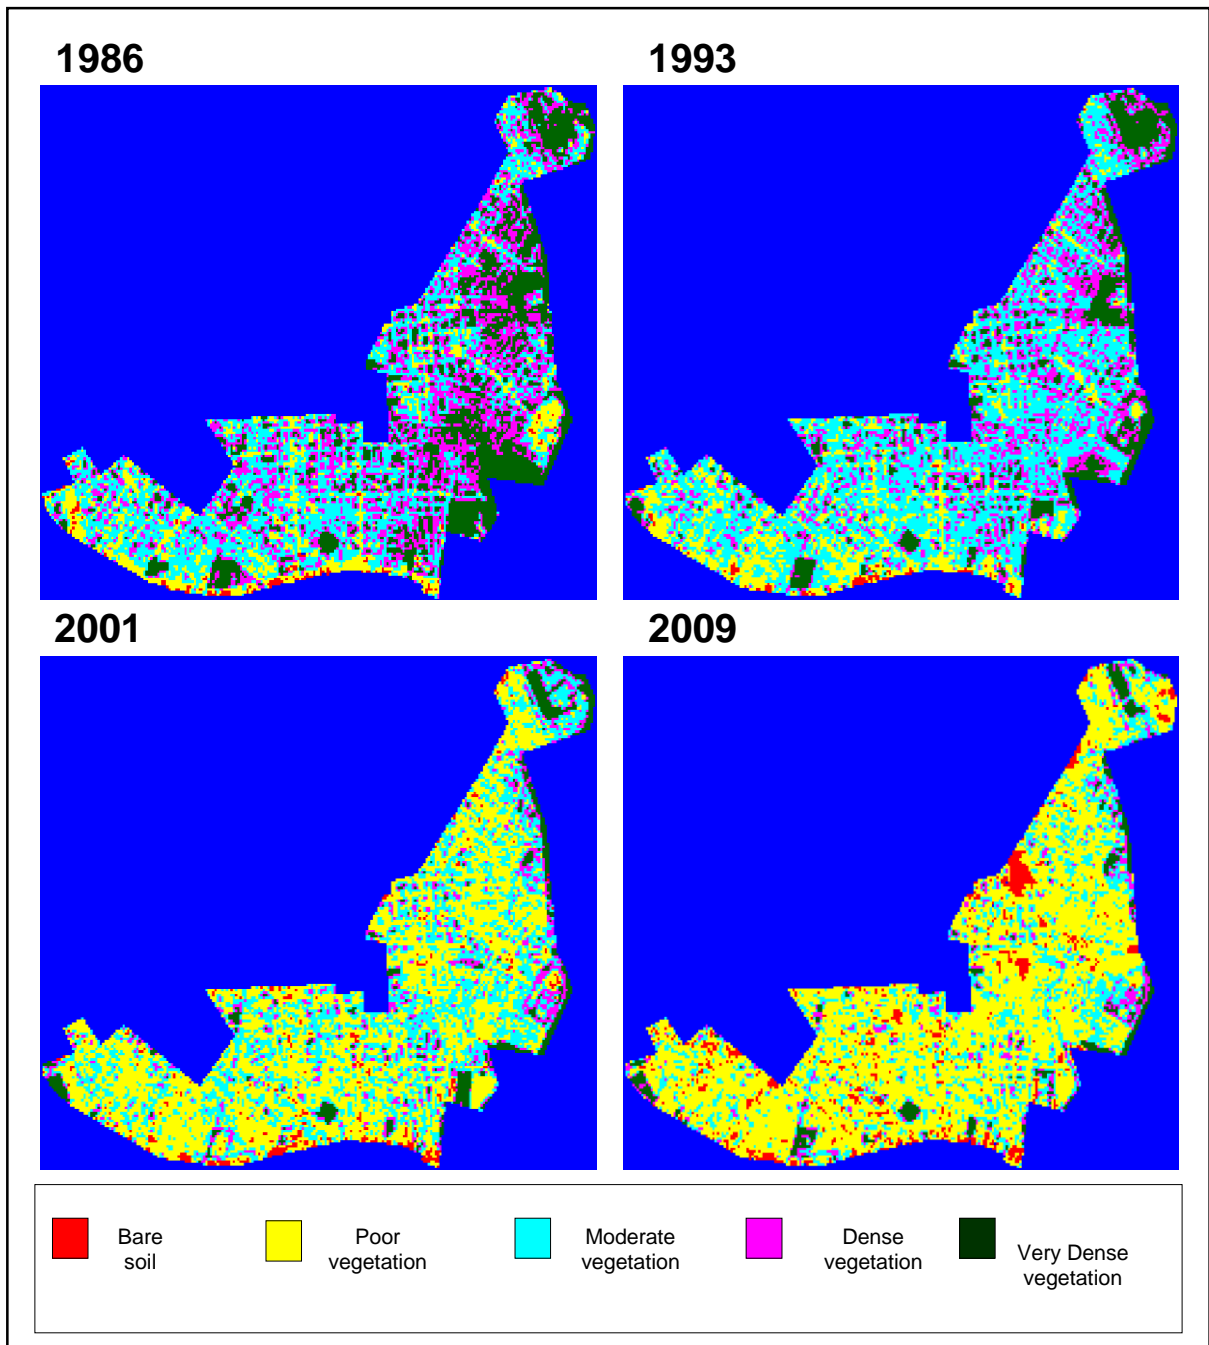 1986
1993
2001
2009
Bare
soil
Poor
vegetation
Moderate
vegetation
Dense
vegetation
Very Dense
vegetation